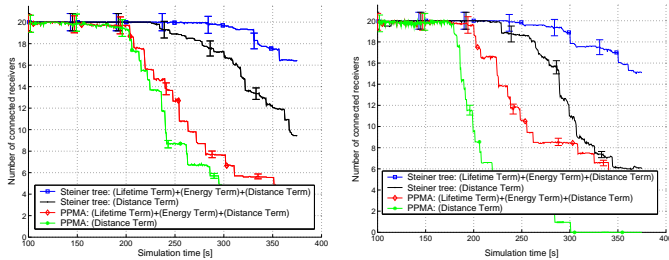 20
18
16
14
12
10
8
6
4
2
0
Number of connected receivers
Steiner tree: (Lifetime Term)+(Energy Term)+(Distance Term)
Steiner tree: (Distance Term)
PPMA: (Lifetime Term)+(Energy Term)+(Distance Term)
PPMA: (Distance Term)
100 150 200 250 300 350 400
Simulation time [s]
20
18
16
14
12
10
8
6
4
2
0
Number of connected receivers
Steiner tree: (Lifetime Term)+(Energy Term)+(Distance Term)
Steiner tree: (Distance Term)
PPMA: (Lifetime Term)+(Energy Term)+(Distance Term)
PPMA: (Distance Term)
100 150 200 250 300 350 400
Simulation time [s]